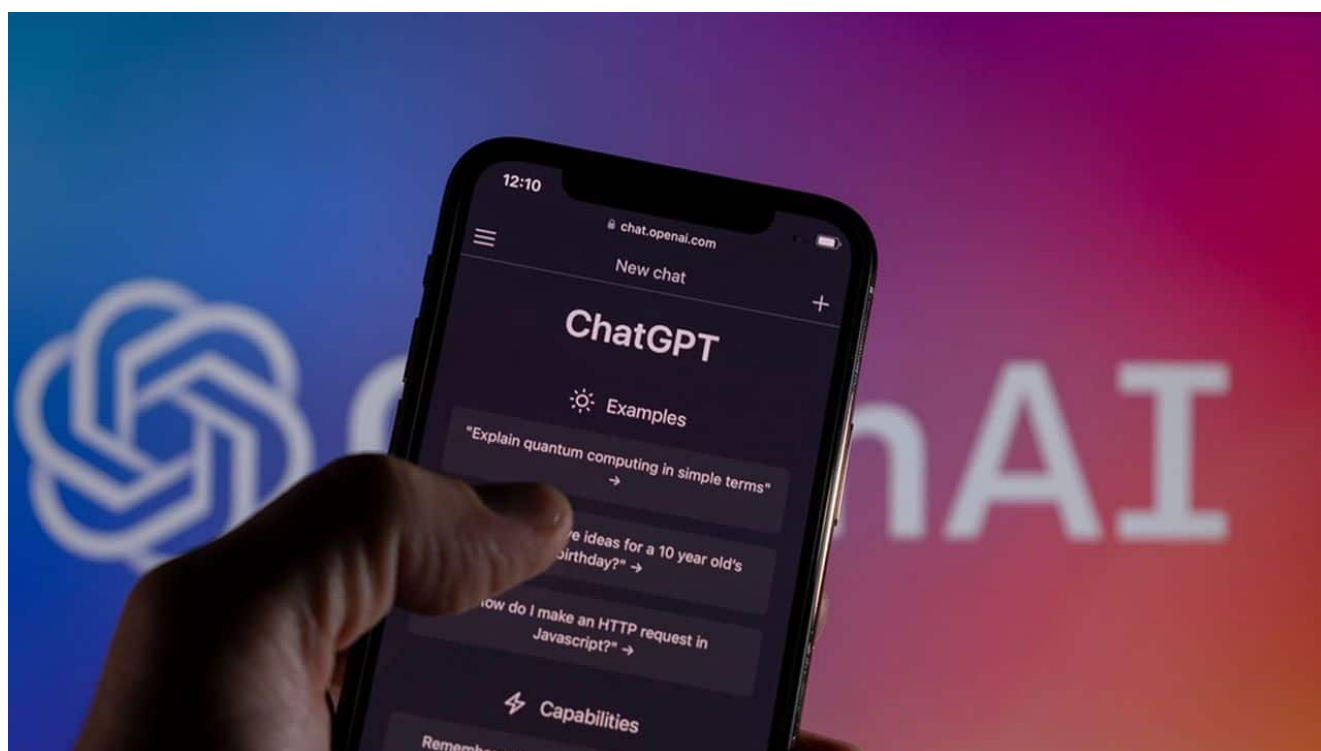 12:10
chat.openai.com
New chat
+
ChatGPT
Examples
"Explain quantum computing in simple terms"
→
ideas for a 10 year old's
birthday?" →
do I make an HTTP request in
Javascript?" →
Capabilities
nAI